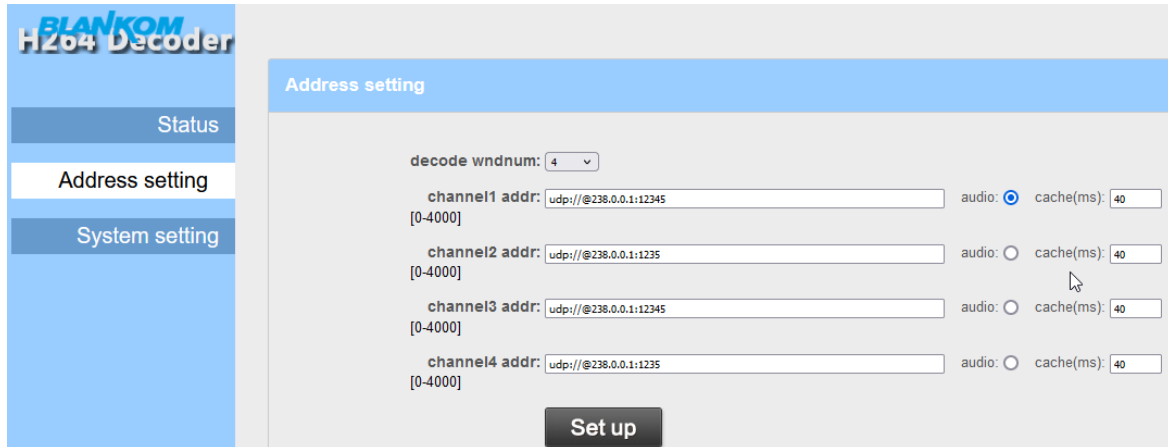 BLANKOM
H264 Decoder
Status
Address setting
System setting
Address setting
decode wndnum: 4
channel1 addr: udp://@238.0.0.1:12345 audio: cache(ms): 40
[0-4000]
channel2 addr: udp://@238.0.0.1:1235 audio: cache(ms): 40
[0-4000]
channel3 addr: udp://@238.0.0.1:12345 audio: cache(ms): 40
[0-4000]
channel4 addr: udp://@238.0.0.1:1235 audio: cache(ms): 40
[0-4000]
Set up